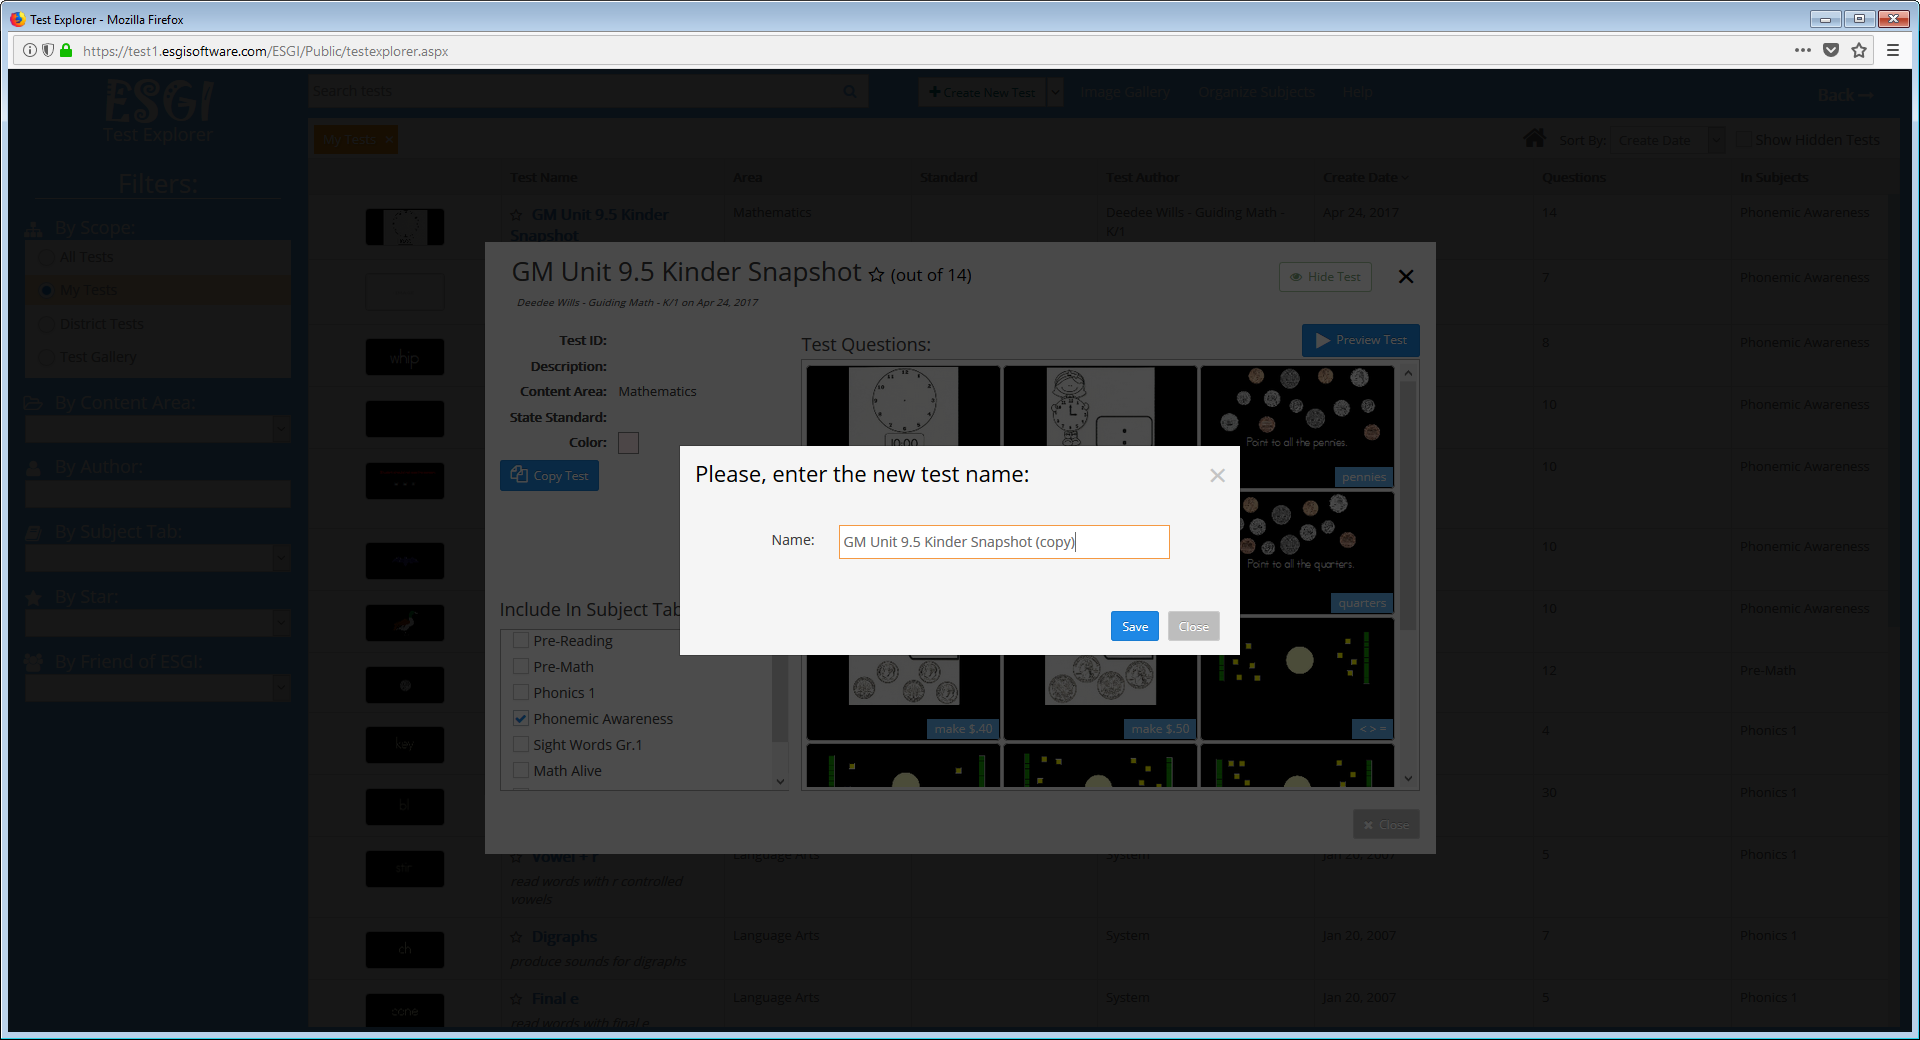 Test Explorer - Mozilla Firefox
https://test1.esgisoftware.com/ESGI/Public/testexplorer.aspx
ESGI
Test Explorer
Search tests
Create New Test
Image Gallery
Organize Subjects
Help
Back
My Tests ×
Sort By: Create Date
Show Hidden Tests
Filters:
By Scope:
All Tests
My Tests
District Tests
Test Gallery
By Content Area:
By Author:
By Subject Tab:
By Star:
By Friend of ESGI:
Test Name Area Standard Test Author Create Date Questions In Subjects
GM Unit 9.5 Kinder Snapshot
Mathematics
Deedee Wills - Guiding Math - K/1
Apr 24, 2017
14
Phonemic Awareness
7 Phonemic Awareness
whip
8 Phonemic Awareness
10 Phonemic Awareness
10 Phonemic Awareness
10 Phonemic Awareness
10 Phonemic Awareness
12 Pre-Math
key
4 Phonics 1
bl
30 Phonics 1
Vowel + r Language Arts System Jan 20, 2007 5 Phonics 1
read words with r controlled
vowels
ch
Digraphs Language Arts System Jan 20, 2007 7 Phonics 1
produce sounds for digraphs
Final e Language Arts System Jan 20, 2007 5 Phonics 1
read words with final e
GM Unit 9.5 Kinder Snapshot (out of 14)
Hide Test
Deedee Wills - Guiding Math - K/1 on Apr 24, 2017
Test ID:
Description:
Content Area: Mathematics
State Standard:
Color:
Copy Test
Test Questions:
Preview Test
10:00
Point to all the pennies.
pennies
Point to all the quarters.
quarters
make $.40
make $.50
< > =
Include In Subject Tab
Pre-Reading
Pre-Math
Phonics 1
Phonemic Awareness
Sight Words Gr.1
Math Alive
Close
Please, enter the new test name:
Name: GM Unit 9.5 Kinder Snapshot (copy)
Save
Close